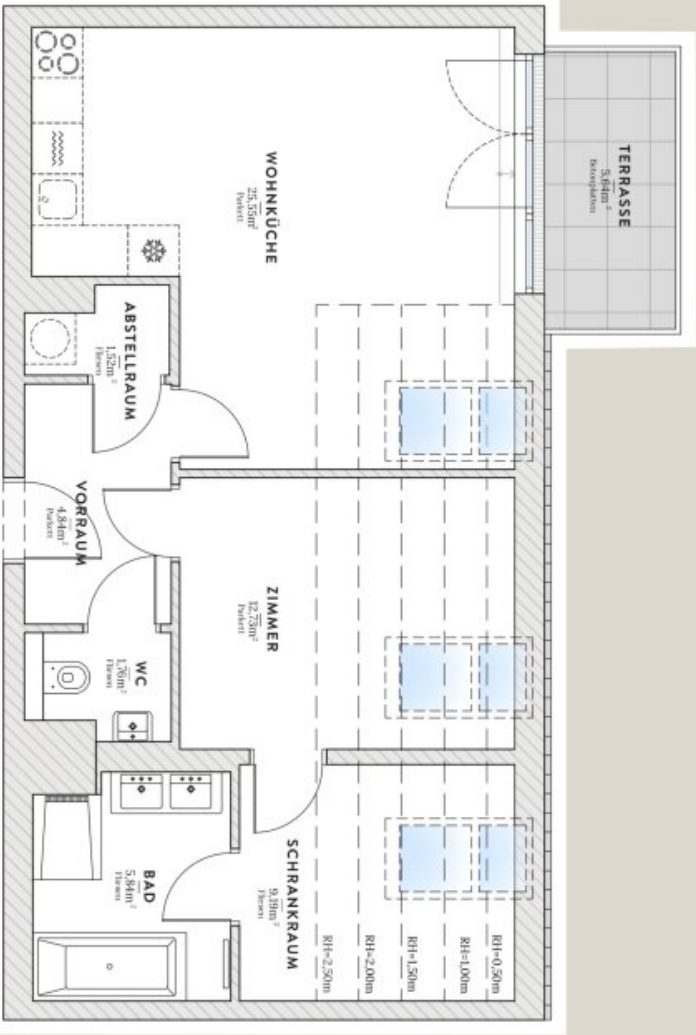 TERRASSE
5,64m²
Betonplatten
WOHNKÜCHE
25,55m²
Parkett
ABSTELLRAUM
1,52m²
Fliesen
VORRAUM
4,84m²
Parkett
ZIMMER
12,73m²
Parkett
WC
1,76m²
Fliesen
BAD
5,84m²
Fliesen
SCHRANKRAUM
9,19m²
Fliesen
RH=0,50m
RH=1,00m
RH=1,50m
RH=2,00m
RH=2,50m